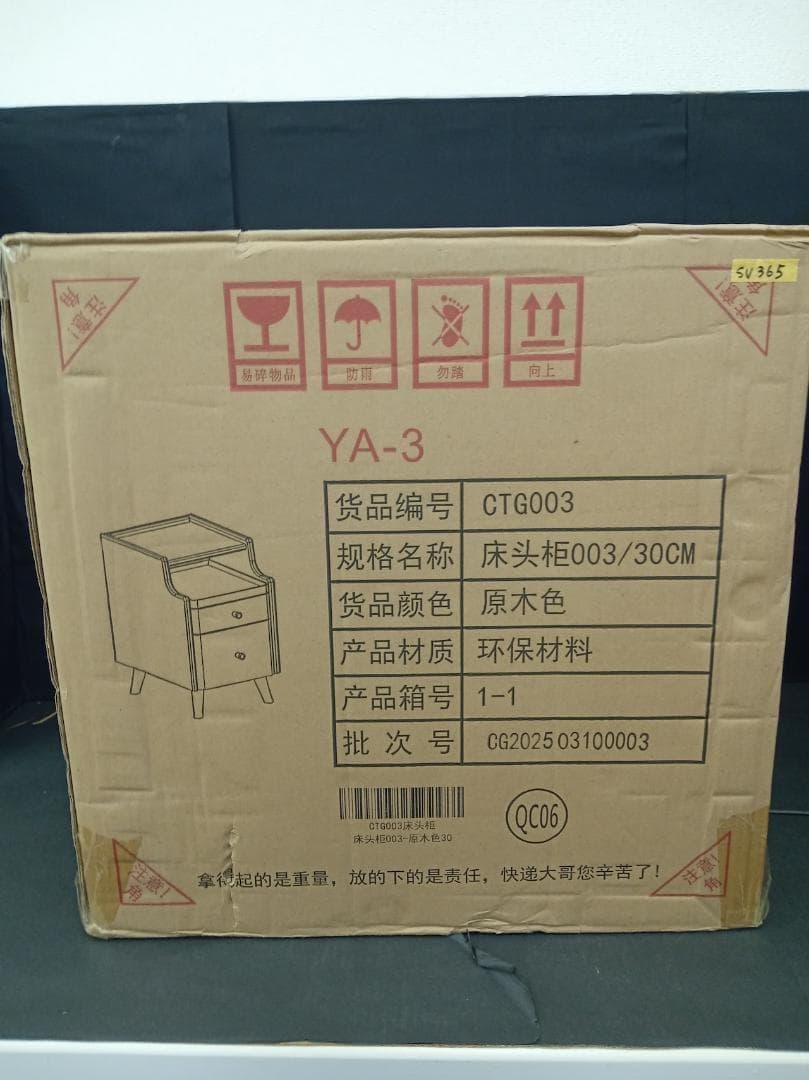 SV365
注意!
角
注意!
角
易碎物品 防雨 勿踏 向上
YA-3
货品编号 CTG003
规格名称 床头柜003/30CM
货品颜色 原木色
产品材质 环保材料
产品箱号 1-1
批次号 CG202503100003
CTG003床头柜
床头柜003-原木色30
QC06
注意!
角
拿得起的是重量，放的下的是责任，快递大哥您辛苦了!
注意!
角